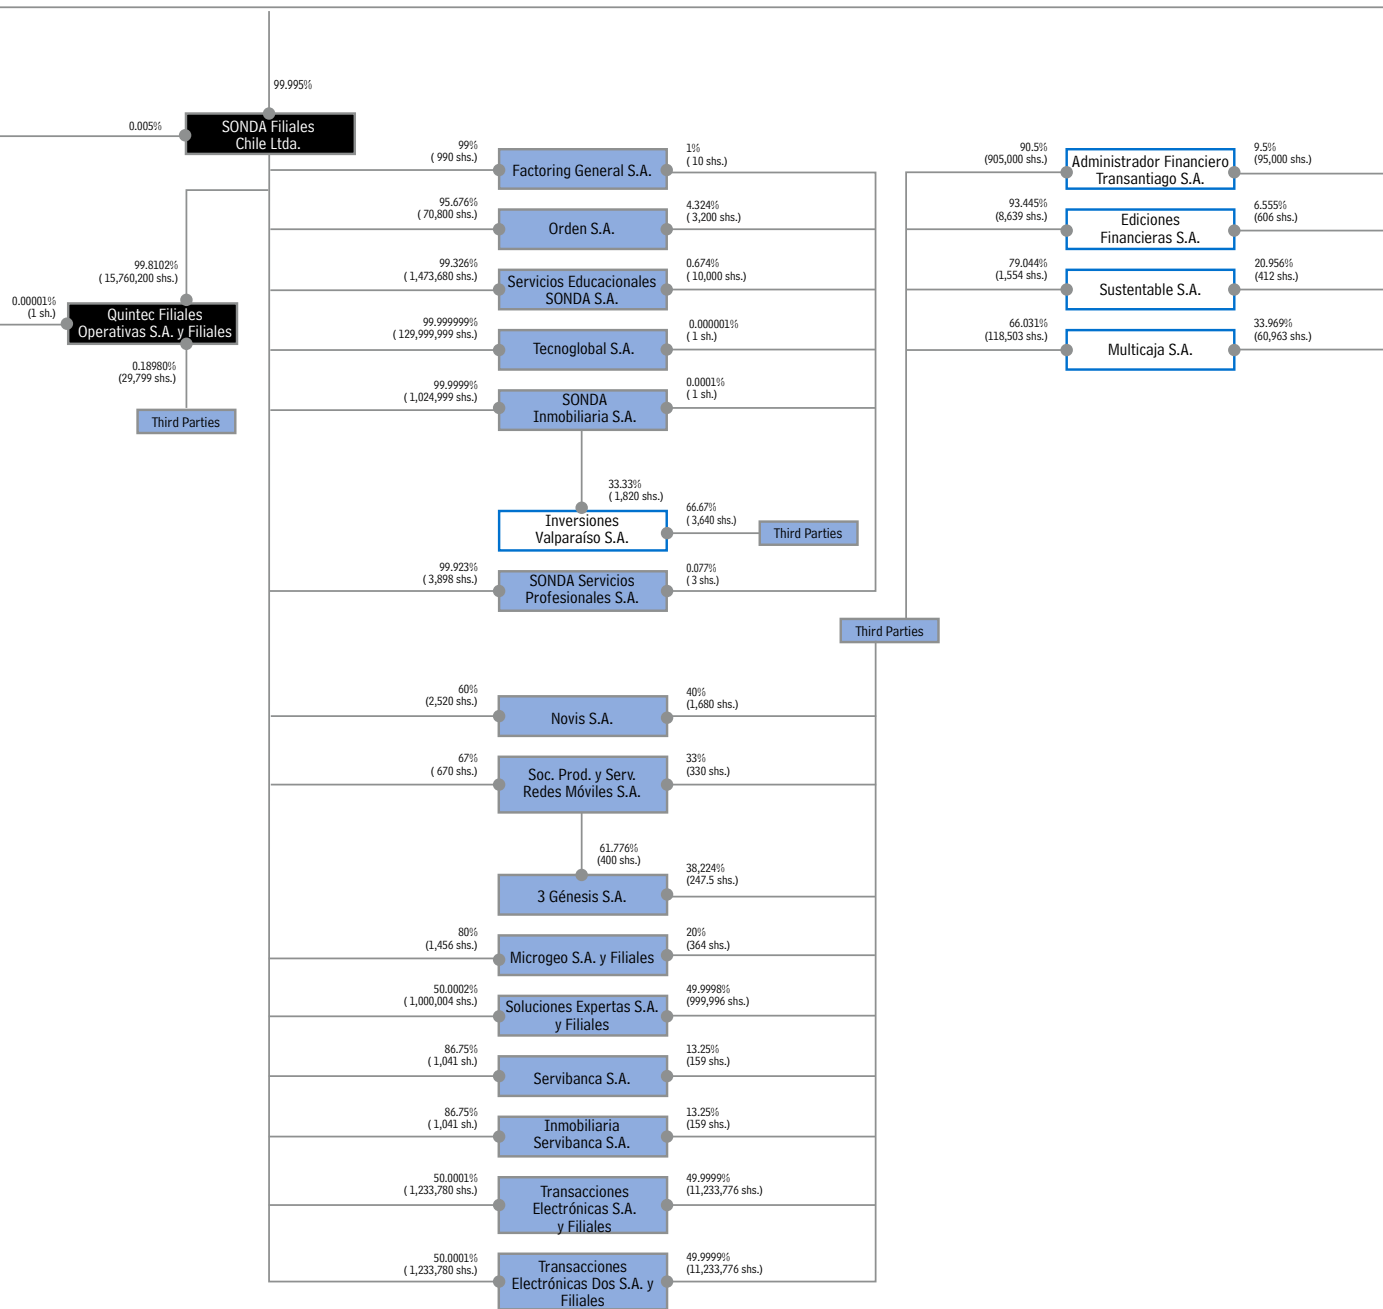 99.995%
0.005%
SONDA Filiales
Chile Ltda.
99.8102%
( 15,760,200 shs.)
0.00001%
(1 sh.)
Quintec Filiales
Operativas S.A. y Filiales
0.18980%
(29,799 shs.)
Third Parties
99%
( 990 shs.)
Factoring General S.A.
1%
( 10 shs.)
95.676%
( 70,800 shs.)
Orden S.A.
4.324%
( 3,200 shs.)
99.326%
( 1,473,680 shs.)
Servicios Educacionales
SONDA S.A.
0.674%
( 10,000 shs.)
99.999999%
( 129,999,999 shs.)
Tecnoglobal S.A.
0.000001%
( 1 sh.)
99.9999%
( 1,024,999 shs.)
SONDA
Inmobiliaria S.A.
0.0001%
( 1 sh.)
33.33%
( 1,820 shs.)
Inversiones
Valparaíso S.A.
66.67%
( 3,640 shs.)
Third Parties
99.923%
( 3,898 shs.)
SONDA Servicios
Profesionales S.A.
0.077%
( 3 shs.)
Third Parties
60%
(2,520 shs.)
Novis S.A.
40%
(1,680 shs.)
67%
( 670 shs.)
Soc. Prod. y Serv.
Redes Móviles S.A.
33%
(330 shs.)
61.776%
(400 shs.)
3 Génesis S.A.
38,224%
(247.5 shs.)
80%
(1,456 shs.)
Microgeo S.A. y Filiales
20%
(364 shs.)
50.0002%
( 1,000,004 shs.)
Soluciones Expertas S.A.
y Filiales
49.9998%
(999,996 shs.)
86.75%
( 1,041 sh.)
Servibanca S.A.
13.25%
(159 shs.)
86.75%
( 1,041 sh.)
Inmobiliaria
Servibanca S.A.
13.25%
(159 shs.)
50.0001%
( 1,233,780 shs.)
Transacciones
Electrónicas S.A.
y Filiales
49.9999%
(11,233,776 shs.)
50.0001%
( 1,233,780 shs.)
Transacciones
Electrónicas Dos S.A. y
Filiales
49.9999%
(11,233,776 shs.)
90.5%
(905,000 shs.)
Administrador Financiero
Transantiago S.A.
9.5%
(95,000 shs.)
93.445%
(8,639 shs.)
Ediciones
Financieras S.A.
6.555%
(606 shs.)
79.044%
(1,554 shs.)
Sustentable S.A.
20.956%
(412 shs.)
66.031%
(118,503 shs.)
Multicaja S.A.
33.969%
(60,963 shs.)